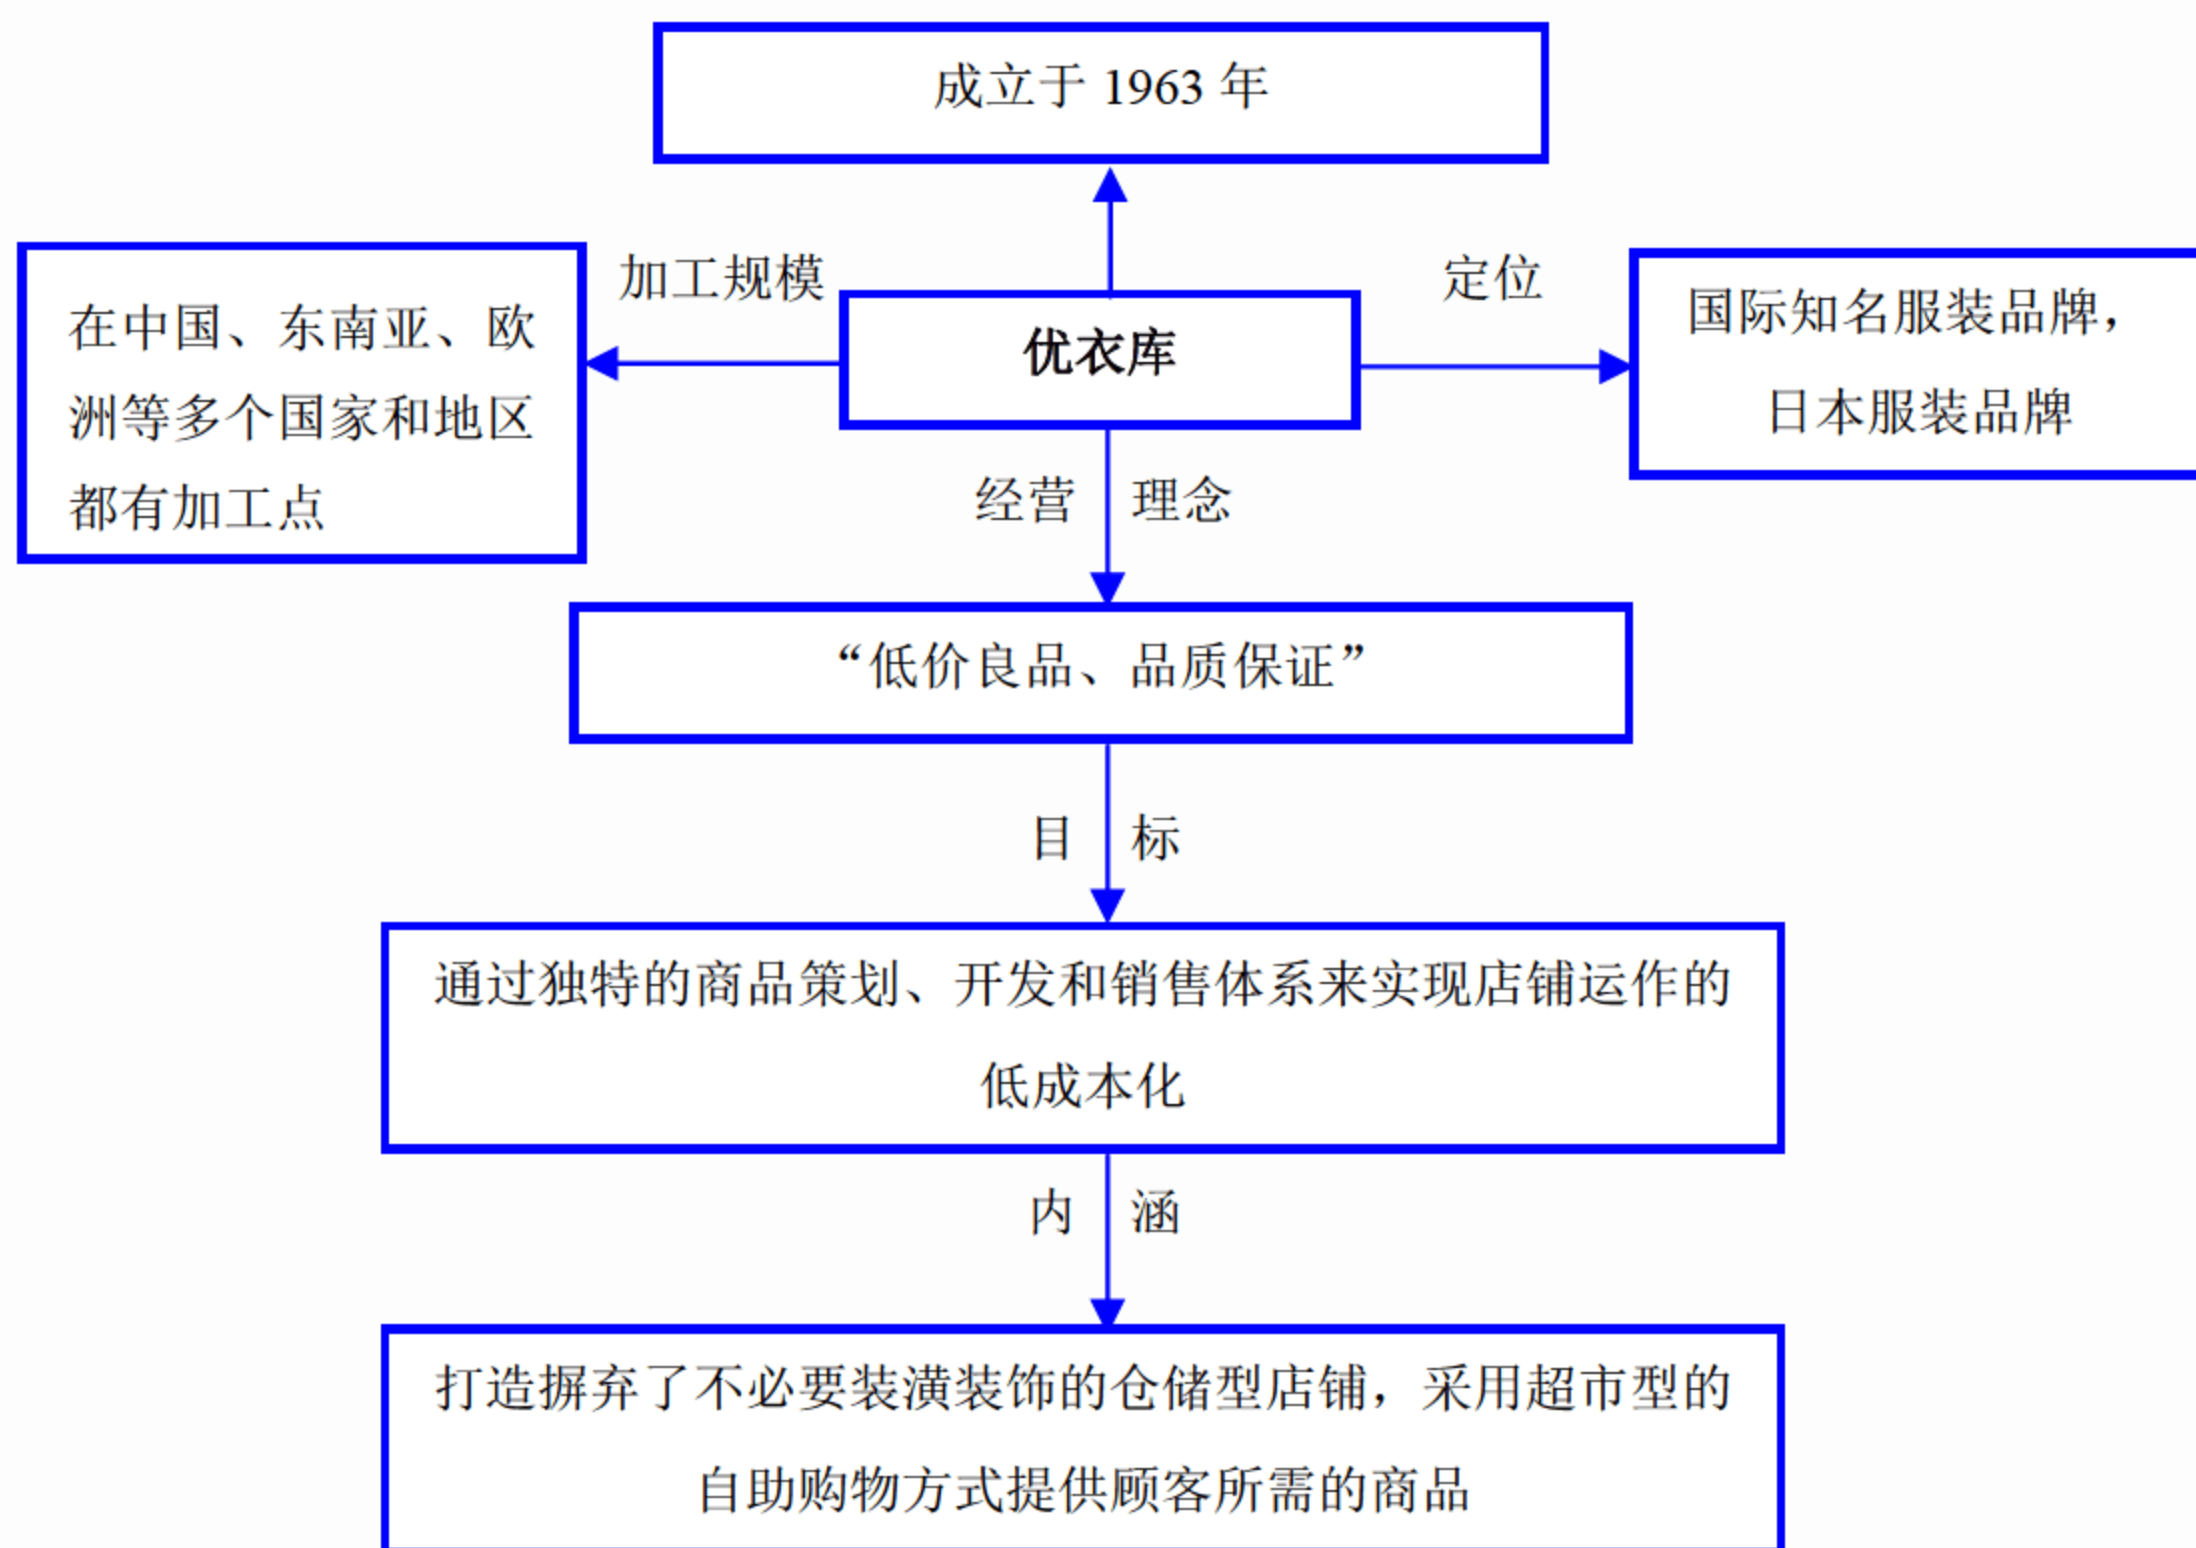 成立于 1963 年
加工规模
定位
在中国、东南亚、欧
洲等多个国家和地区
都有加工点
优衣库
国际知名服装品牌，
日本服装品牌
经营 理念
“低价良品、品质保证”
目 标
通过独特的商品策划、开发和销售体系来实现店铺运作的
低成本化
内 涵
打造摒弃了不必要装潢装饰的仓储型店铺，采用超市型的
自助购物方式提供顾客所需的商品